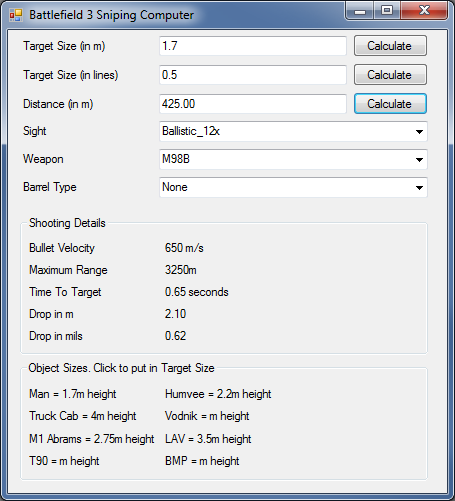 Battlefield 3 Sniping Computer
Target Size (in m) 1.7 Calculate
Target Size (in lines) 0.5 Calculate
Distance (in m) 425.00 Calculate
Sight Ballistic_12x
Weapon M98B
Barrel Type None
Shooting Details
Bullet Velocity 650 m/s
Maximum Range 3250m
Time To Target 0.65 seconds
Drop in m 2.10
Drop in mils 0.62
Object Sizes. Click to put in Target Size
Man = 1.7m height Humvee = 2.2m height
Truck Cab = 4m height Vodnik = m height
M1 Abrams = 2.75m height LAV = 3.5m height
T90 = m height BMP = m height